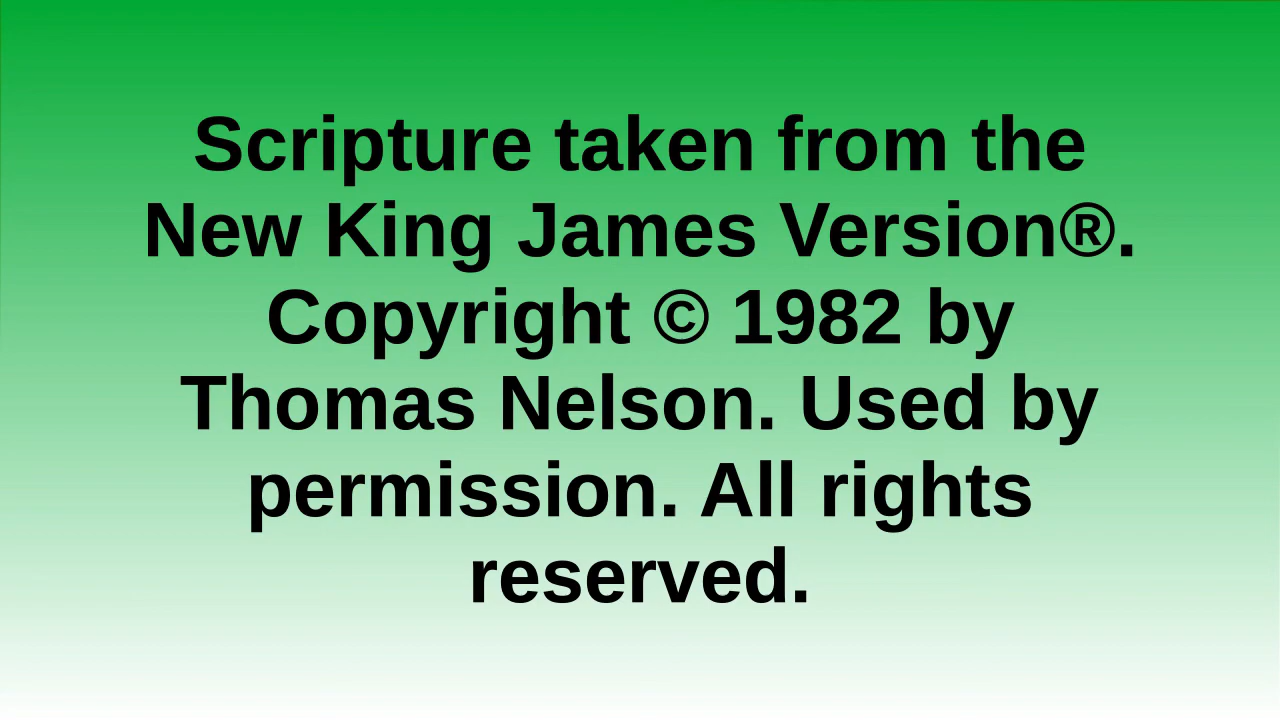 Scripture taken from the
New King James Version®.
Copyright © 1982 by
Thomas Nelson. Used by
permission. All rights
reserved.